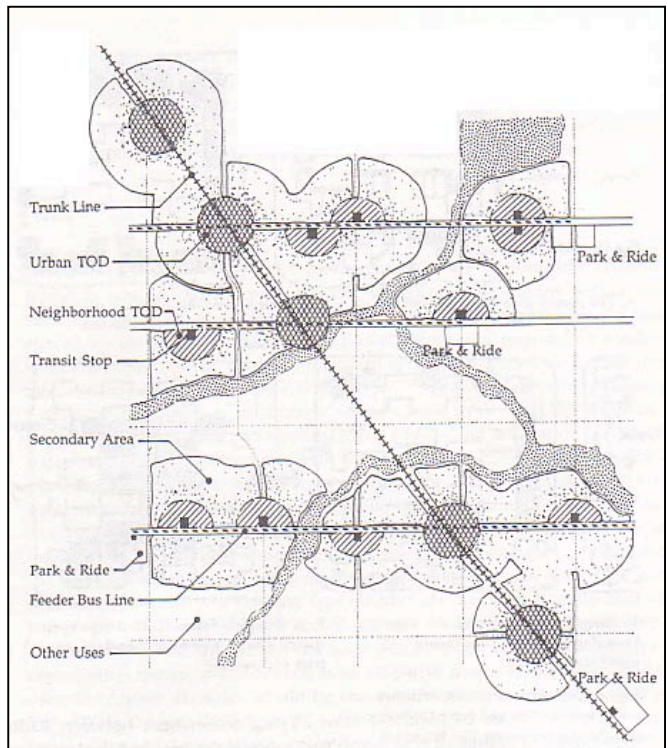 Trunk Line
Urban TOD
Park & Ride
Neighborhood TOD
Transit Stop
Park & Ride
Secondary Area
Park & Ride
Feeder Bus Line
Other Uses
Park & Ride